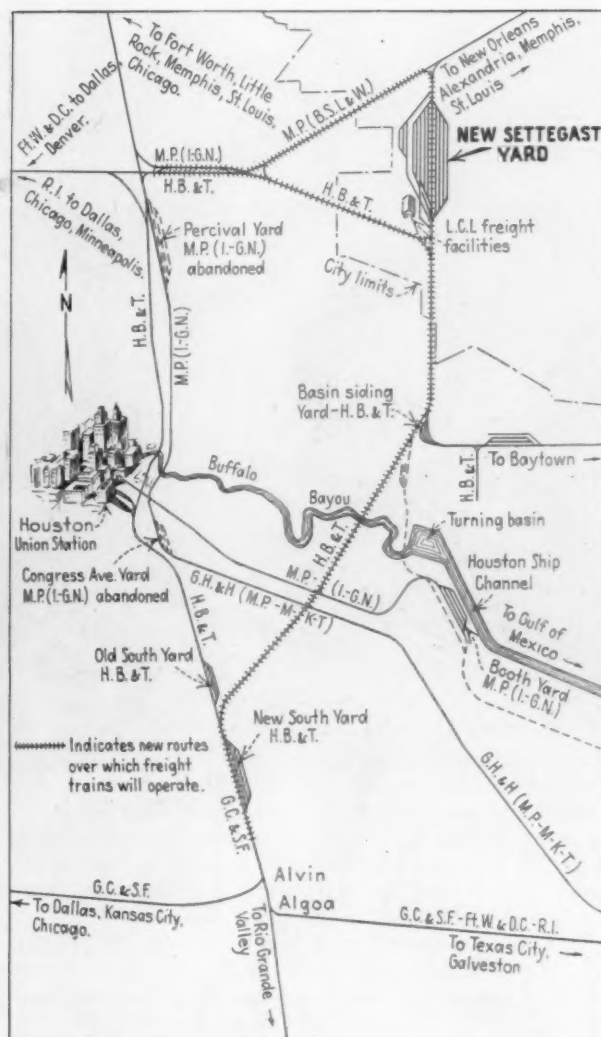 To Fort Worth, Little
Rock, Memphis, St. Louis.
Chicago.
To New Orleans
Alexandria, Memphis,
St. Louis
Ft. W. & D.C. to Dallas,
Denver.
M.P. (B.S.L & W.)
NEW SETTEGAST
YARD
M.P. (I-G.N.)
H.B. & T.
H.B. & T.
R.I. to Dallas,
Chicago, Minneapolis.
Percival Yard
M.P. (I.-G.N.)
abandoned
L.C.L freight
facilities
City limits
N
H.B. & T.
M.P. (I.-G.N.)
Basin siding
Yard-H.B. & T.
To Baytown
H.B. & T.
Buffalo
Bayou
H.B. & T.
Turning basin
Houston
Union Station
Houston Ship
Channel
Congress Ave. Yard
M.P. (I.-G.N.) abandoned
M.P.- (I.-G.N.)
G.H. & H (M.P.-M-K-T.)
To Gulf of
Mexico
H.B. & T.
Booth Yard
M.P. (I.-G.N.)
Old South Yard
H.B. & T.
New South Yard
H.B. & T.
Indicates new routes
over which freight
trains will operate.
G.C. & S.F.
G.H. & H (M.P.-M-K-T.)
G.C. & S.F.
Alvin
Algoa
To Dallas, Kansas City,
Chicago.
To Rio Grande
Valley
G.C. & S.F.-Ft. W. & D.C.-R.I.
To Texas City,
Galveston